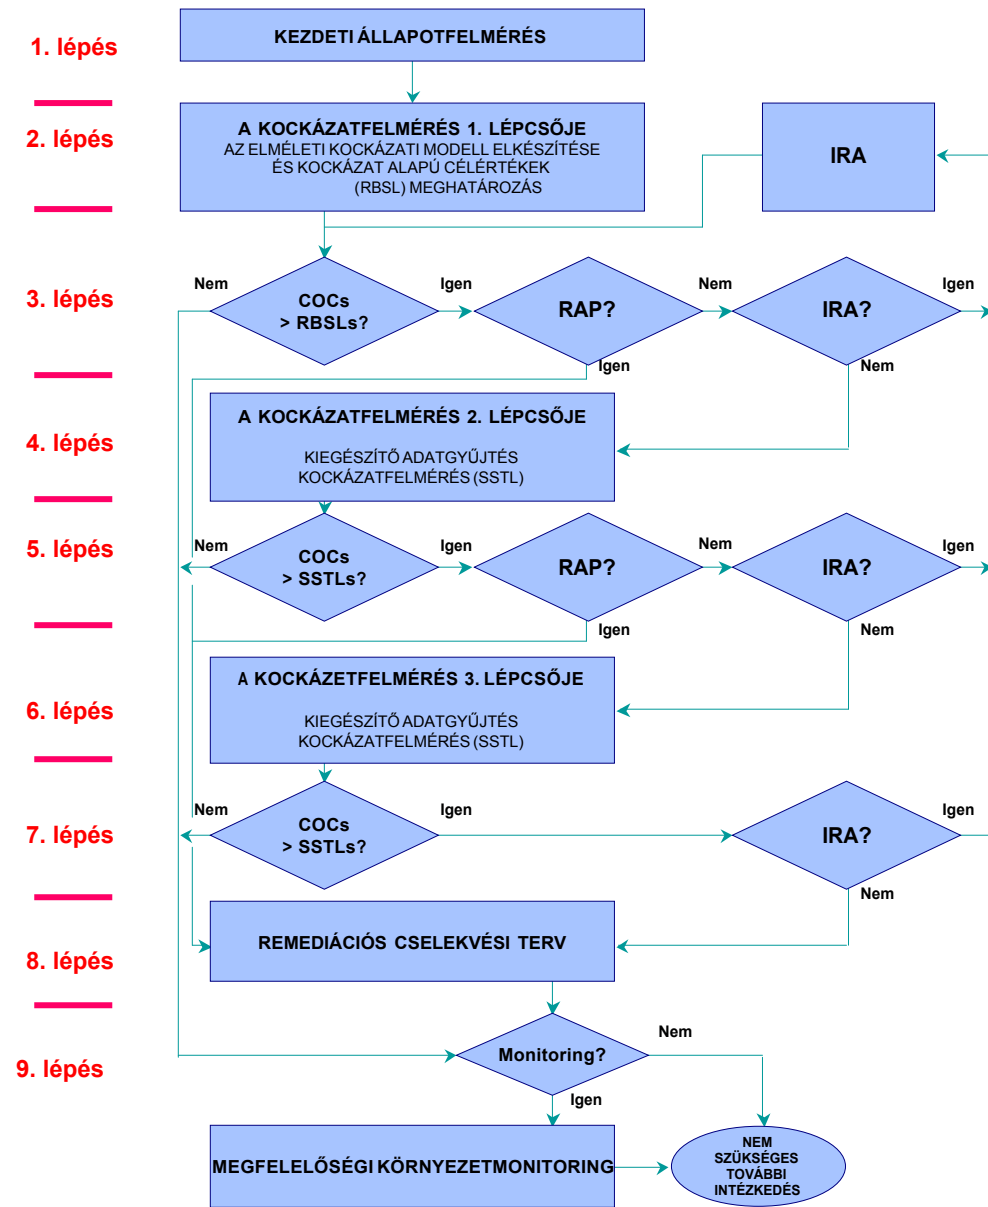 1. lépés
KEZDETI ÁLLAPOTFELMÉRÉS
2. lépés
A KOCKÁZATFELMÉRÉS 1. LÉPCSŐJE
AZ ELMÉLETI KOCKÁZATI MODELL ELKÉSZÍTÉSE
ÉS KOCKÁZAT ALAPÚ CÉLÉRTÉKEK
(RBSL) MEGHATÁROZÁS
IRA
3. lépés
Nem
COCs
> RBSLs?
Igen
RAP?
Nem
IRA?
Igen
Igen
Nem
4. lépés
A KOCKÁZATFELMÉRÉS 2. LÉPCSŐJE
KIEGÉSZÍTŐ ADATGYŰJTÉS
KOCKÁZATFELMÉRÉS (SSTL)
5. lépés
Nem
COCs
> SSTLs?
Igen
RAP?
Nem
IRA?
Igen
Igen
Nem
6. lépés
A KOCKÁZETFELMÉRÉS 3. LÉPCSŐJE
KIEGÉSZÍTŐ ADATGYŰJTÉS
KOCKÁZATFELMÉRÉS (SSTL)
7. lépés
Nem
COCs
> SSTLs?
Igen
IRA?
Igen
Nem
8. lépés
REMEDIÁCIÓS CSELEKVÉSI TERV
9. lépés
Monitoring?
Nem
Igen
MEGFELELŐSÉGI KÖRNYEZETMONITORING
NEM
SZÜKSÉGES
TOVÁBBI
INTÉZKEDÉS